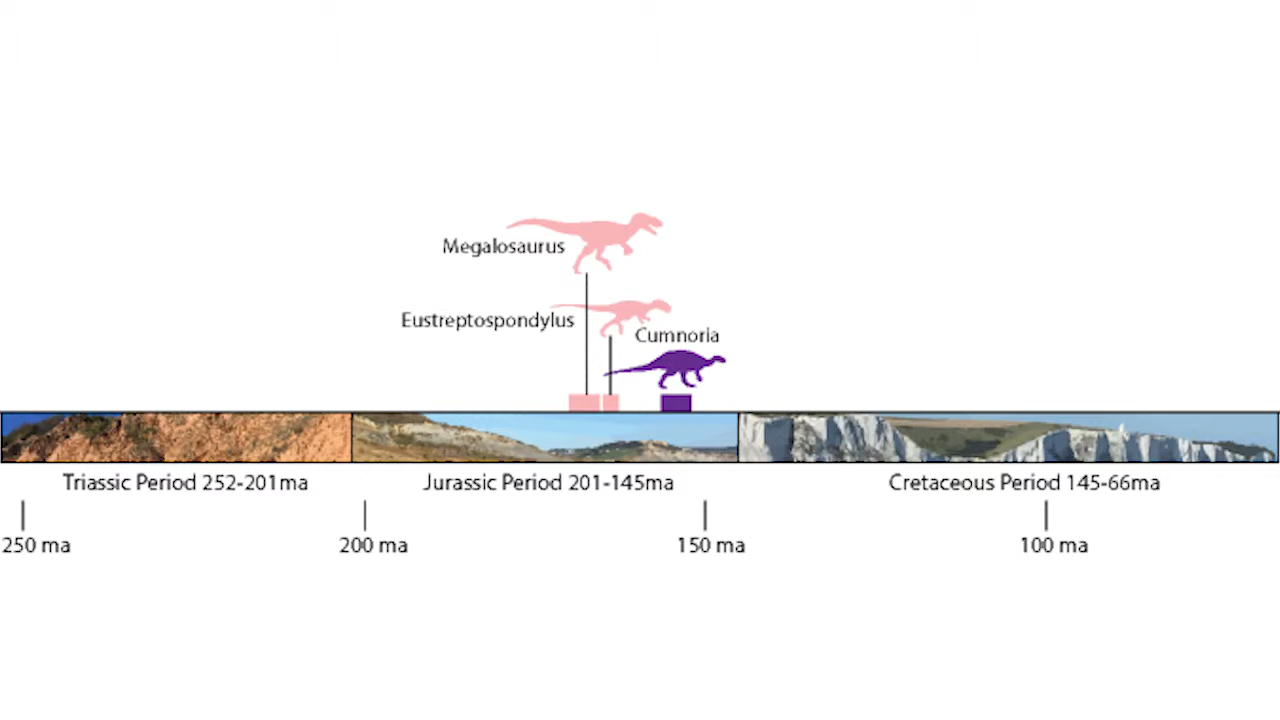 Megalosaurus
Eustreptospondylus
Cumnoria
Triassic Period 252-201ma
Jurassic Period 201-145ma
Cretaceous Period 145-66ma
250 ma
200 ma
150 ma
100 ma